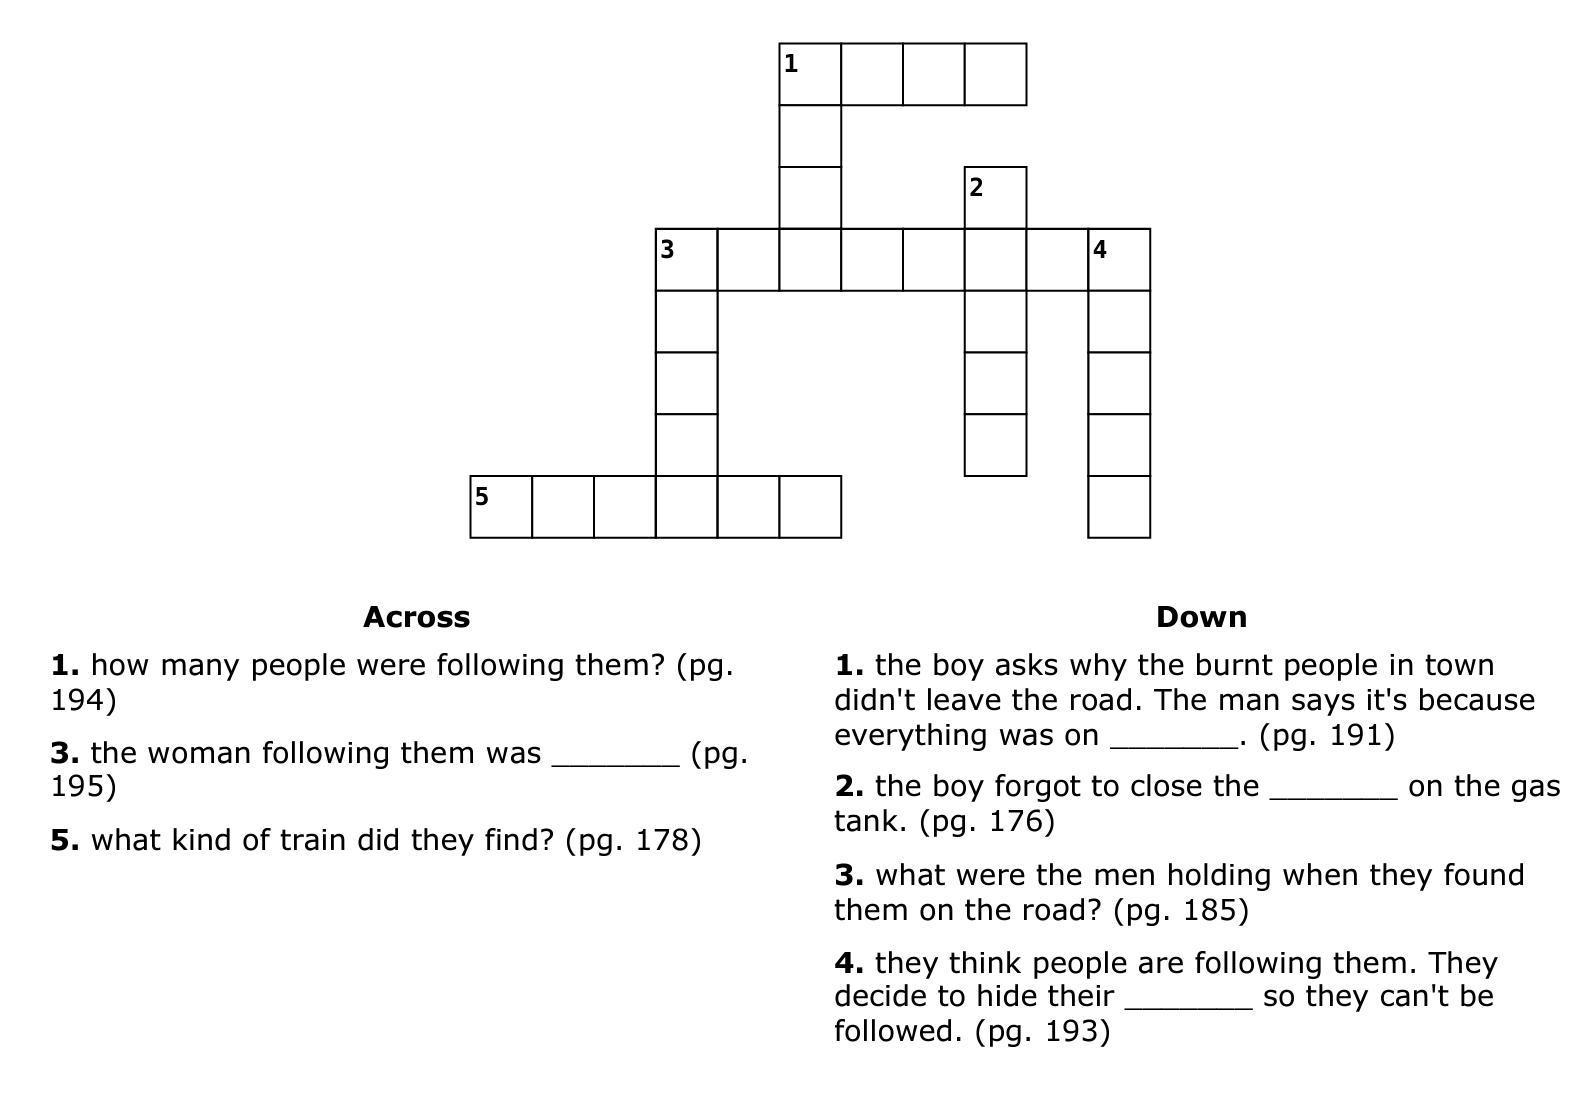 1
2
3
4
5
Across
1. how many people were following them? (pg.
194)
3. the woman following them was _______ (pg.
195)
5. what kind of train did they find? (pg. 178)
Down
1. the boy asks why the burnt people in town
didn't leave the road. The man says it's because
everything was on _______. (pg. 191)
2. the boy forgot to close the _______ on the gas
tank. (pg. 176)
3. what were the men holding when they found
them on the road? (pg. 185)
4. they think people are following them. They
decide to hide their _______ so they can't be
followed. (pg. 193)